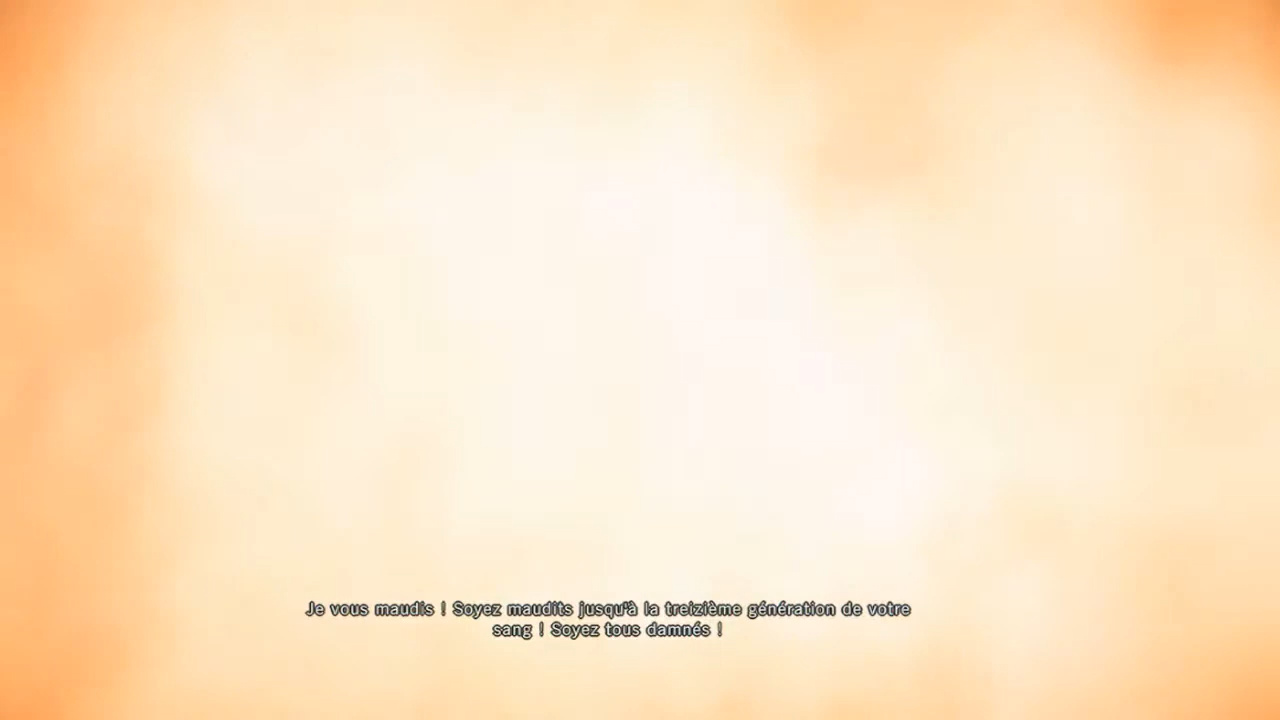 Je vous maudis ! Soyez maudits jusqu'à la treizième génération de votre
sang ! Soyez tous damnés !